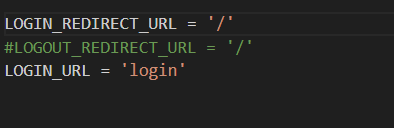 LOGIN_REDIRECT_URL = '/'
#LOGOUT_REDIRECT_URL = '/'
LOGIN_URL = 'login'